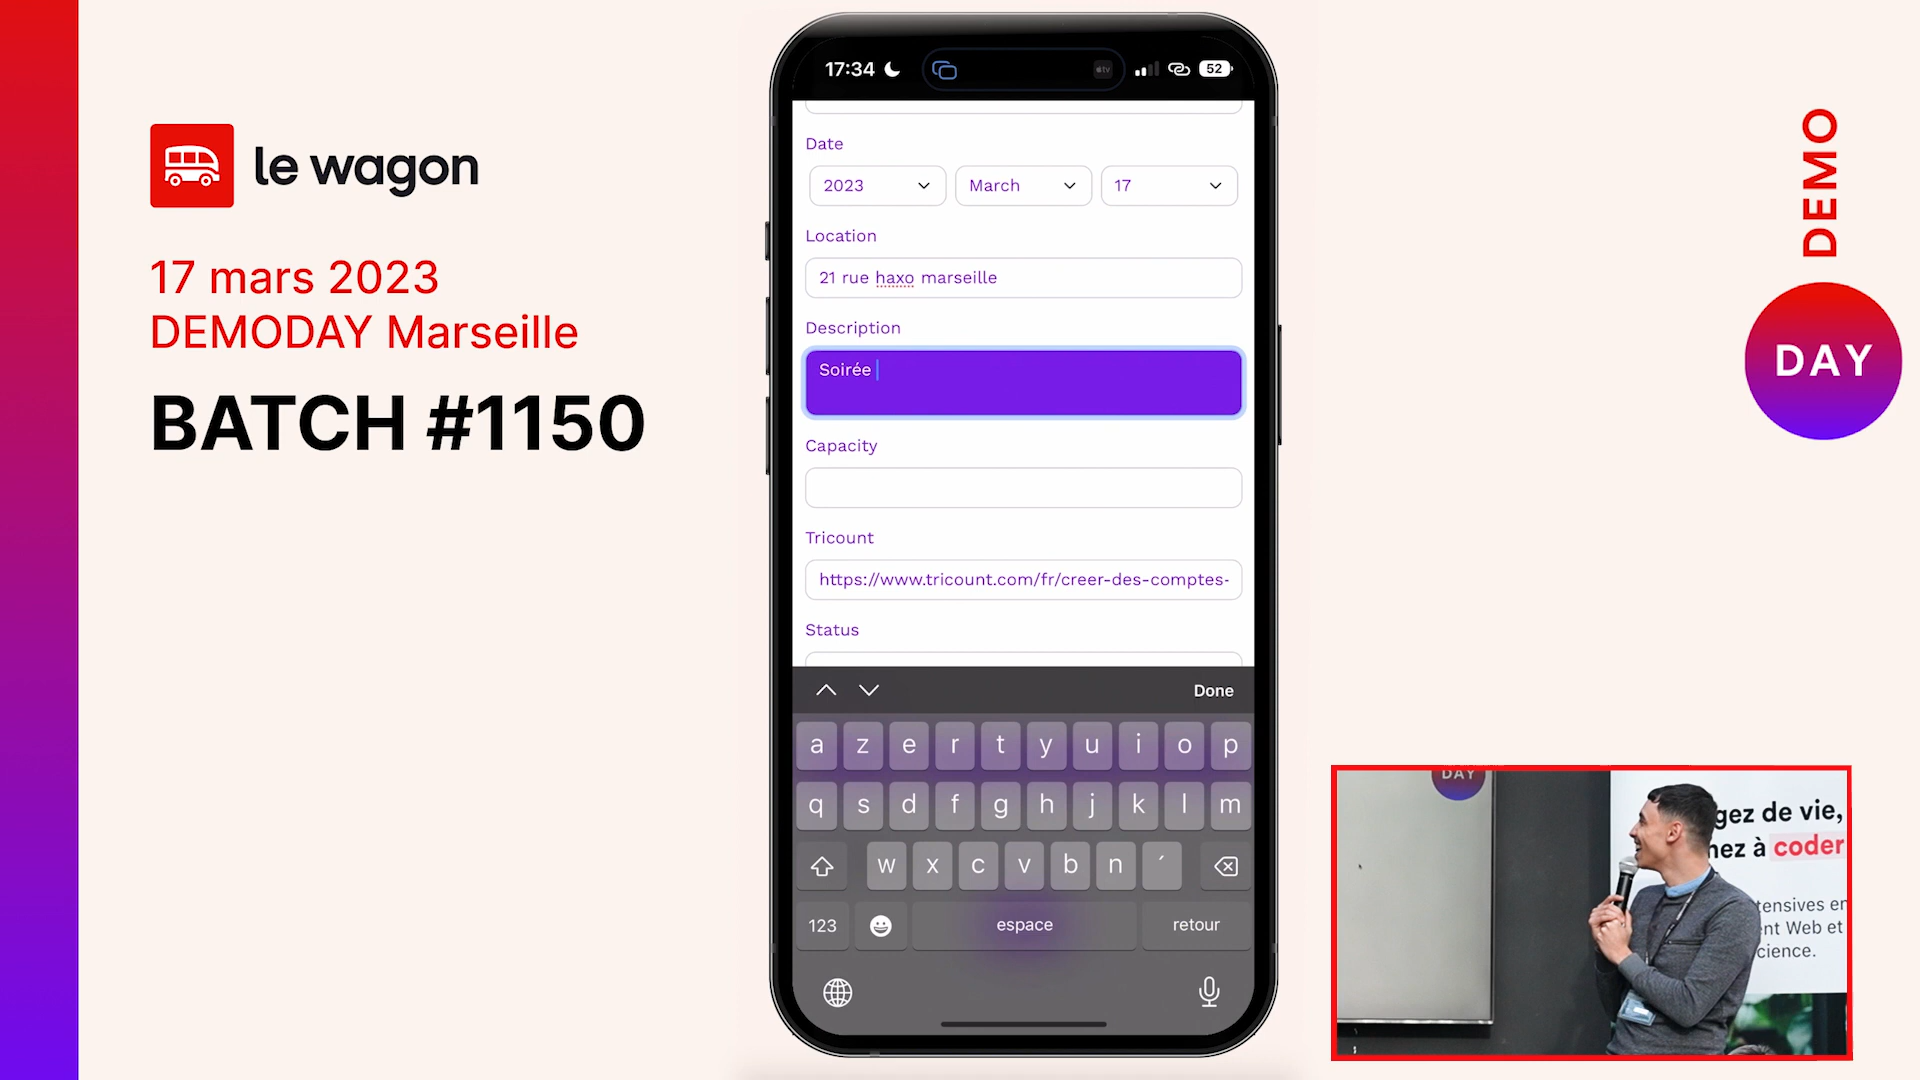 le wagon
17 mars 2023
DEMODAY Marseille
BATCH #1150
17:34
tv
52
Date
2023
March
17
Location
21 rue haxo marseille
Description
Soirée
Capacity
Tricount
https://www.tricount.com/fr/creer-des-comptes-
Status
Done
a z e r t y u i o p
q s d f g h j k l m
w x c v b n ´
123
espace
retour
DEMO
DAY
DAY
gez de vie,
nez à coder
tensives en
nt Web et
cience.